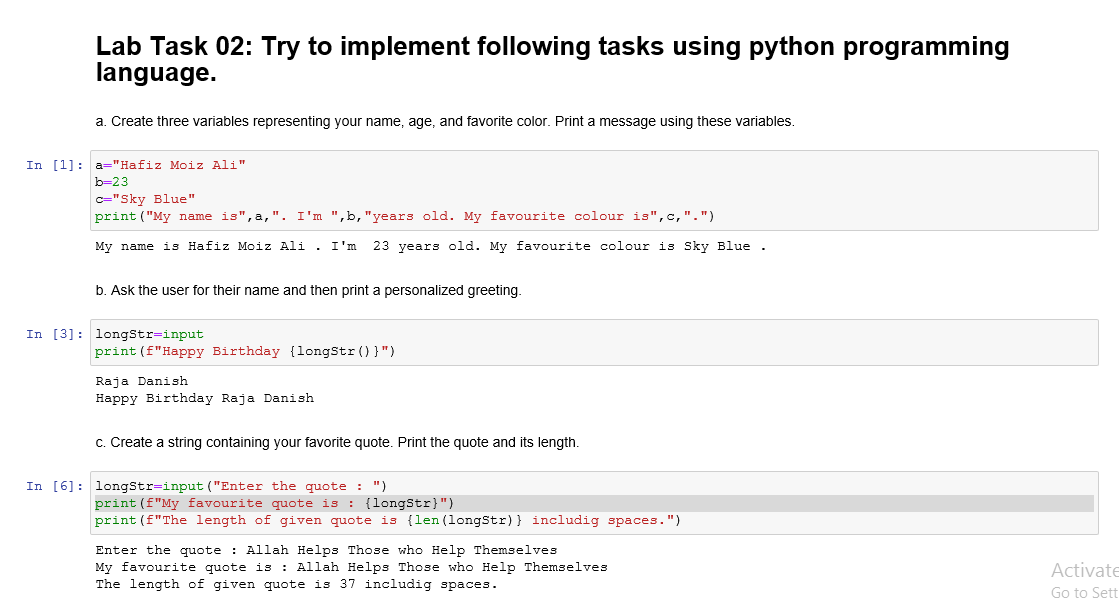 Lab Task 02: Try to implement following tasks using python programming
language.
a. Create three variables representing your name, age, and favorite color. Print a message using these variables.
In [1]: a="Hafiz Moiz Ali"
b=23
c="Sky Blue"
print("My name is",a,". I'm ",b,"years old. My favourite colour is",c,".")
My name is Hafiz Moiz Ali . I'm  23 years old. My favourite colour is Sky Blue .
b. Ask the user for their name and then print a personalized greeting.
In [3]: longStr=input
print(f"Happy Birthday {longStr()}")
Raja Danish
Happy Birthday Raja Danish
c. Create a string containing your favorite quote. Print the quote and its length.
In [6]: longStr=input("Enter the quote : ")
print(f"My favourite quote is : {longStr}")
print(f"The length of given quote is {len(longStr)} includig spaces.")
Enter the quote : Allah Helps Those who Help Themselves
My favourite quote is : Allah Helps Those who Help Themselves
The length of given quote is 37 includig spaces.
Activate
Go to Sett